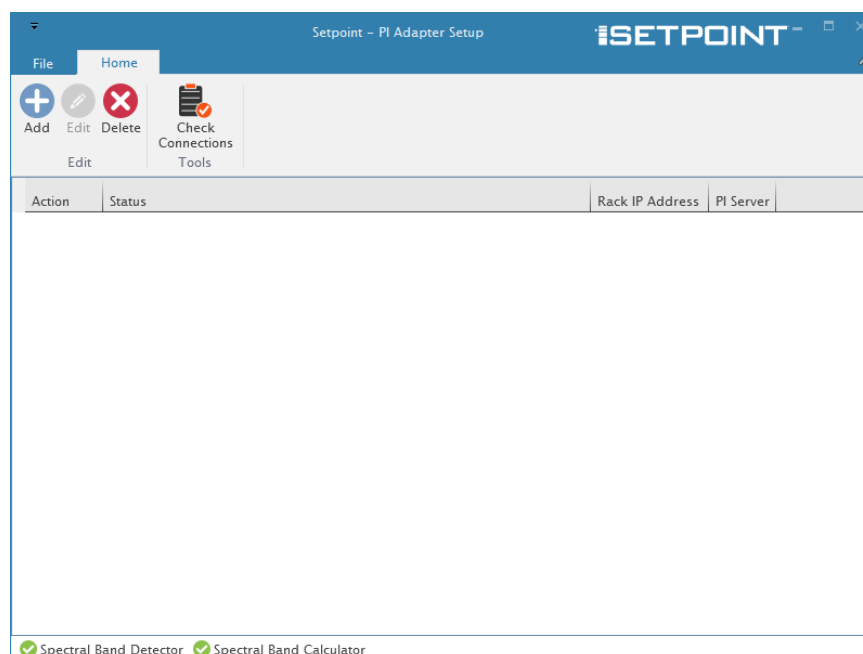 Setpoint - PI Adapter Setup
SETPOINT
File Home
Add Edit Delete Check Connections
Edit Tools
Action Status Rack IP Address PI Server
Spectral Band Detector Spectral Band Calculator